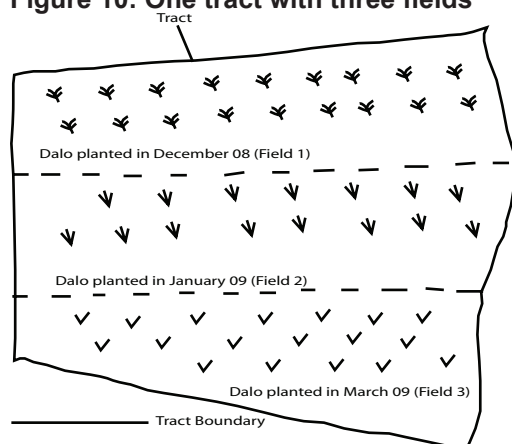 Figure 10: One tract with three fields
Tract
Dalo planted in December 08 (Field 1)
Dalo planted in January 09 (Field 2)
Dalo planted in March 09 (Field 3)
Tract Boundary